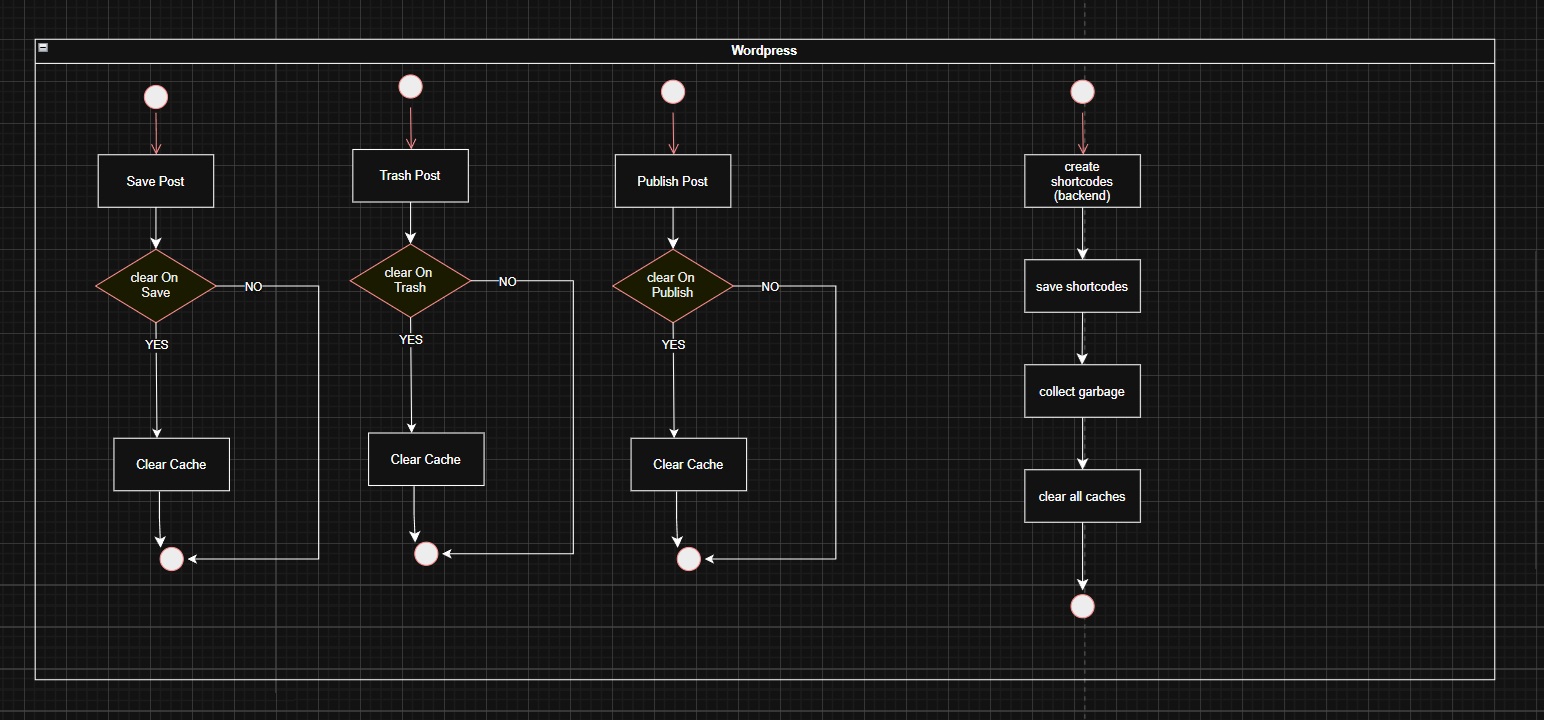 Wordpress
Save Post
clear On
Save
NO
YES
Clear Cache
Trash Post
clear On
Trash
NO
YES
Clear Cache
Publish Post
clear On
Publish
NO
YES
Clear Cache
create
shortcodes
(backend)
save shortcodes
collect garbage
clear all caches